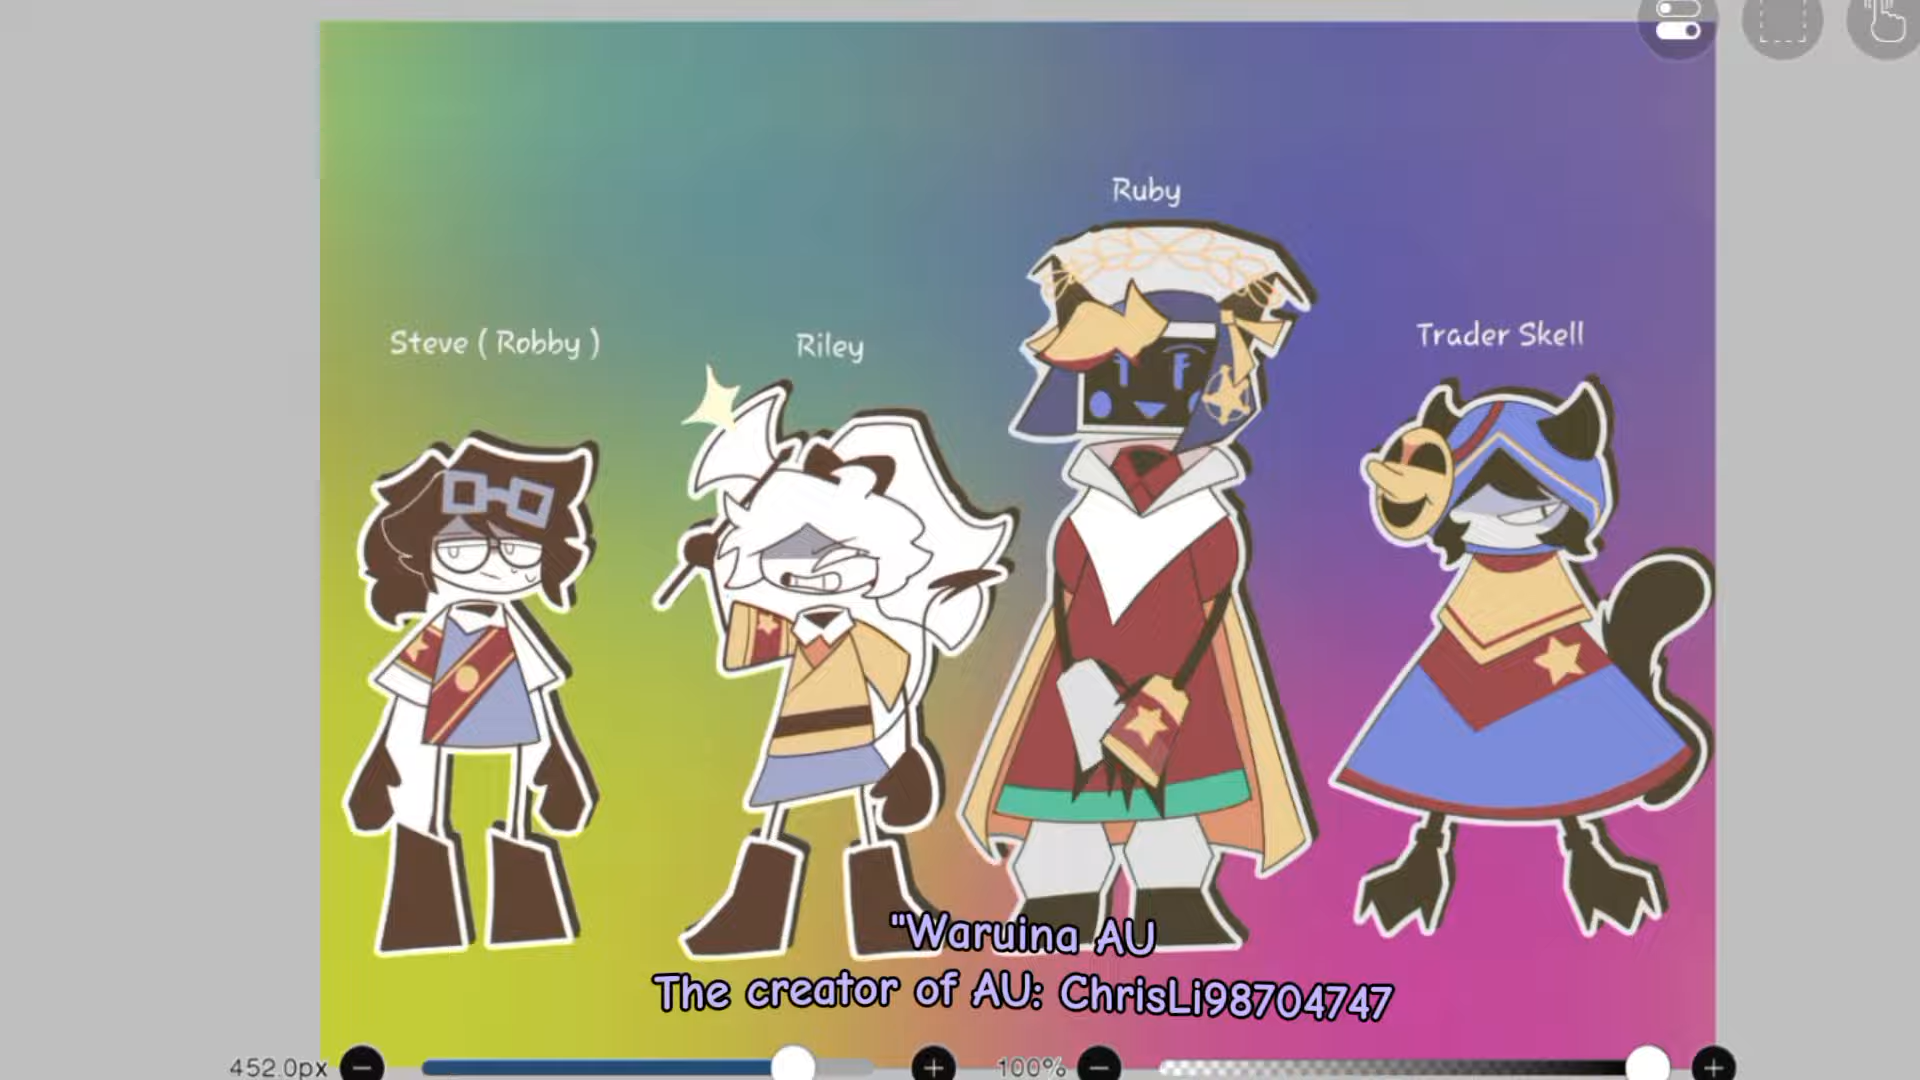 Ruby
Steve ( Robby )
Riley
Trader Skell
"Waruina AU
The creator of AU: ChrisLi98704747
452.0px
100%